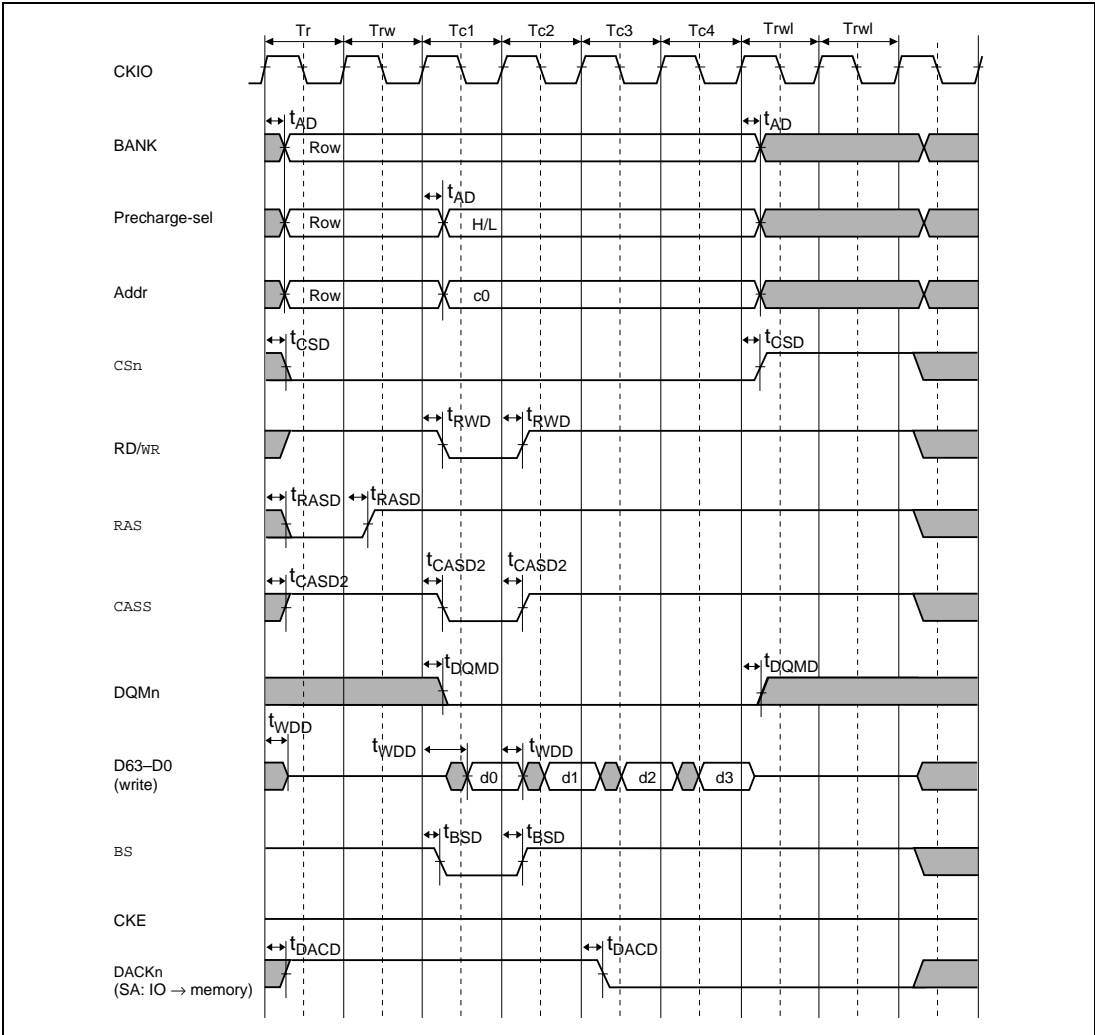 Tr Trw Tc1 Tc2 Tc3 Tc4 Trwl Trwl
CKIO
tAD tAD
BANK Row
tAD
Precharge-sel Row H/L
Addr Row c0
tCSD tCSD
CSn
tRWD tRWD
RD/WR
tRASD tRASD
RAS
tCASD2 tCASD2 tCASD2
CASS
tDQMD tDQMD
DQMn
tWDD tWDD tWDD
D63–D0 d0 d1 d2 d3
(write)
tBSD tBSD
BS
CKE
tDACD tDACD
DACKn
(SA: IO → memory)